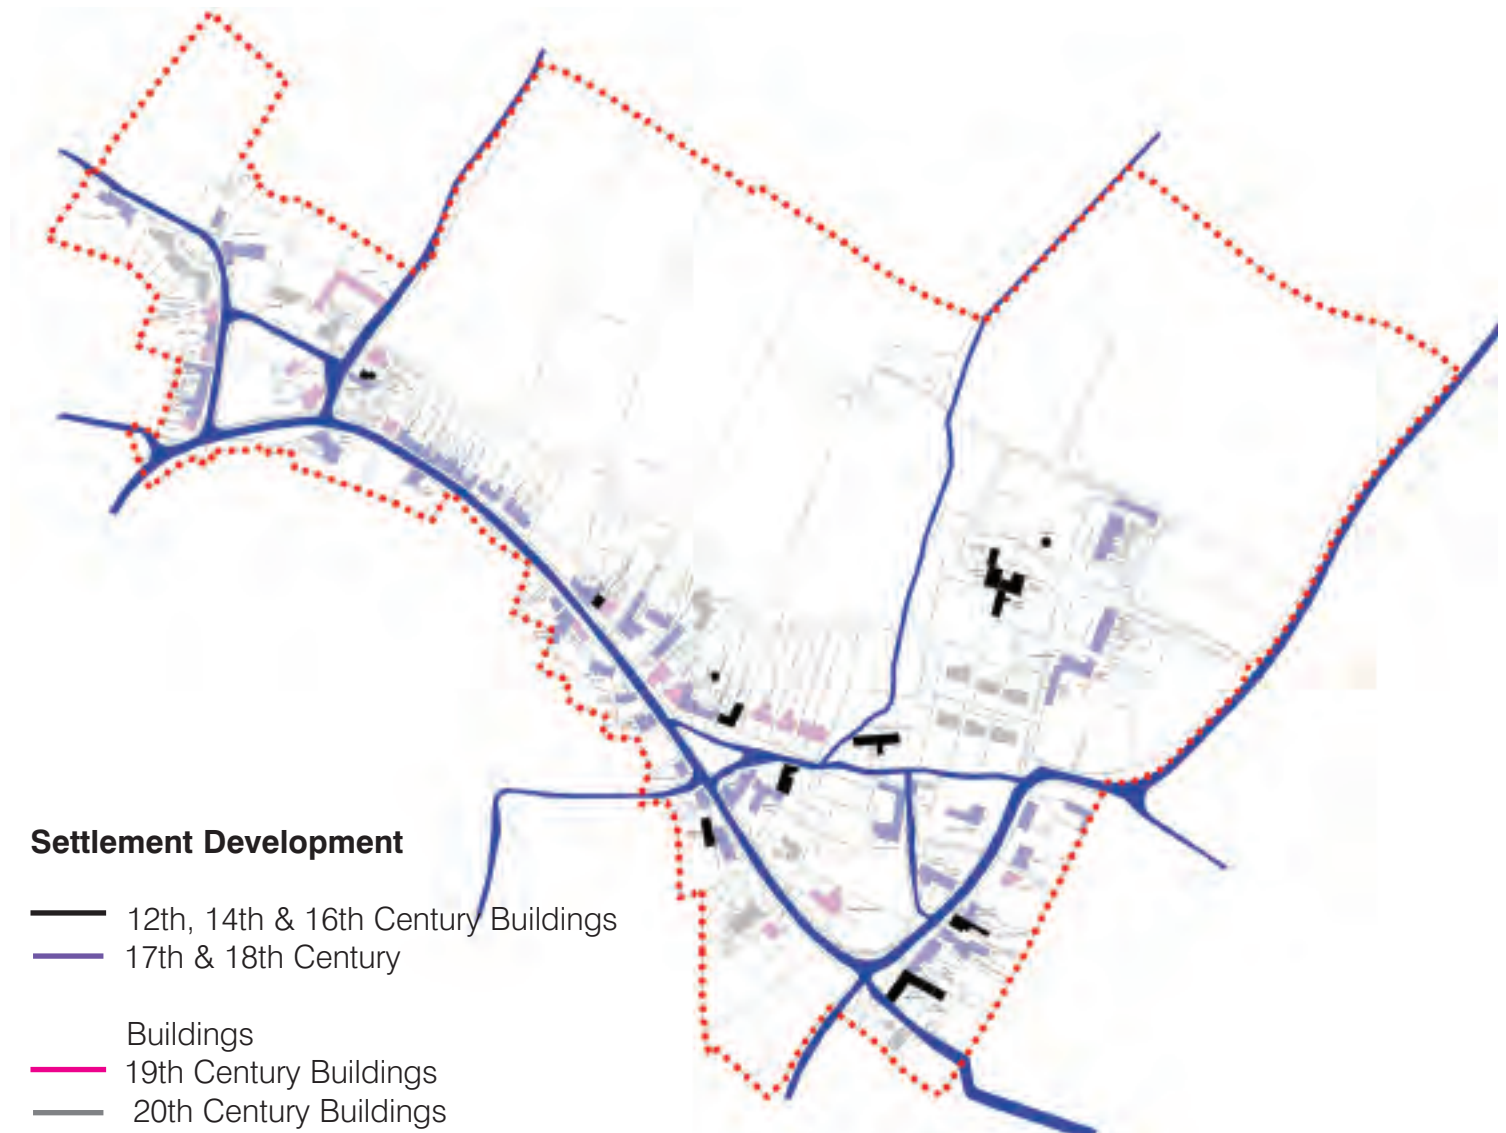 Settlement Development
12th, 14th & 16th Century Buildings
17th & 18th Century
Buildings
19th Century Buildings
20th Century Buildings